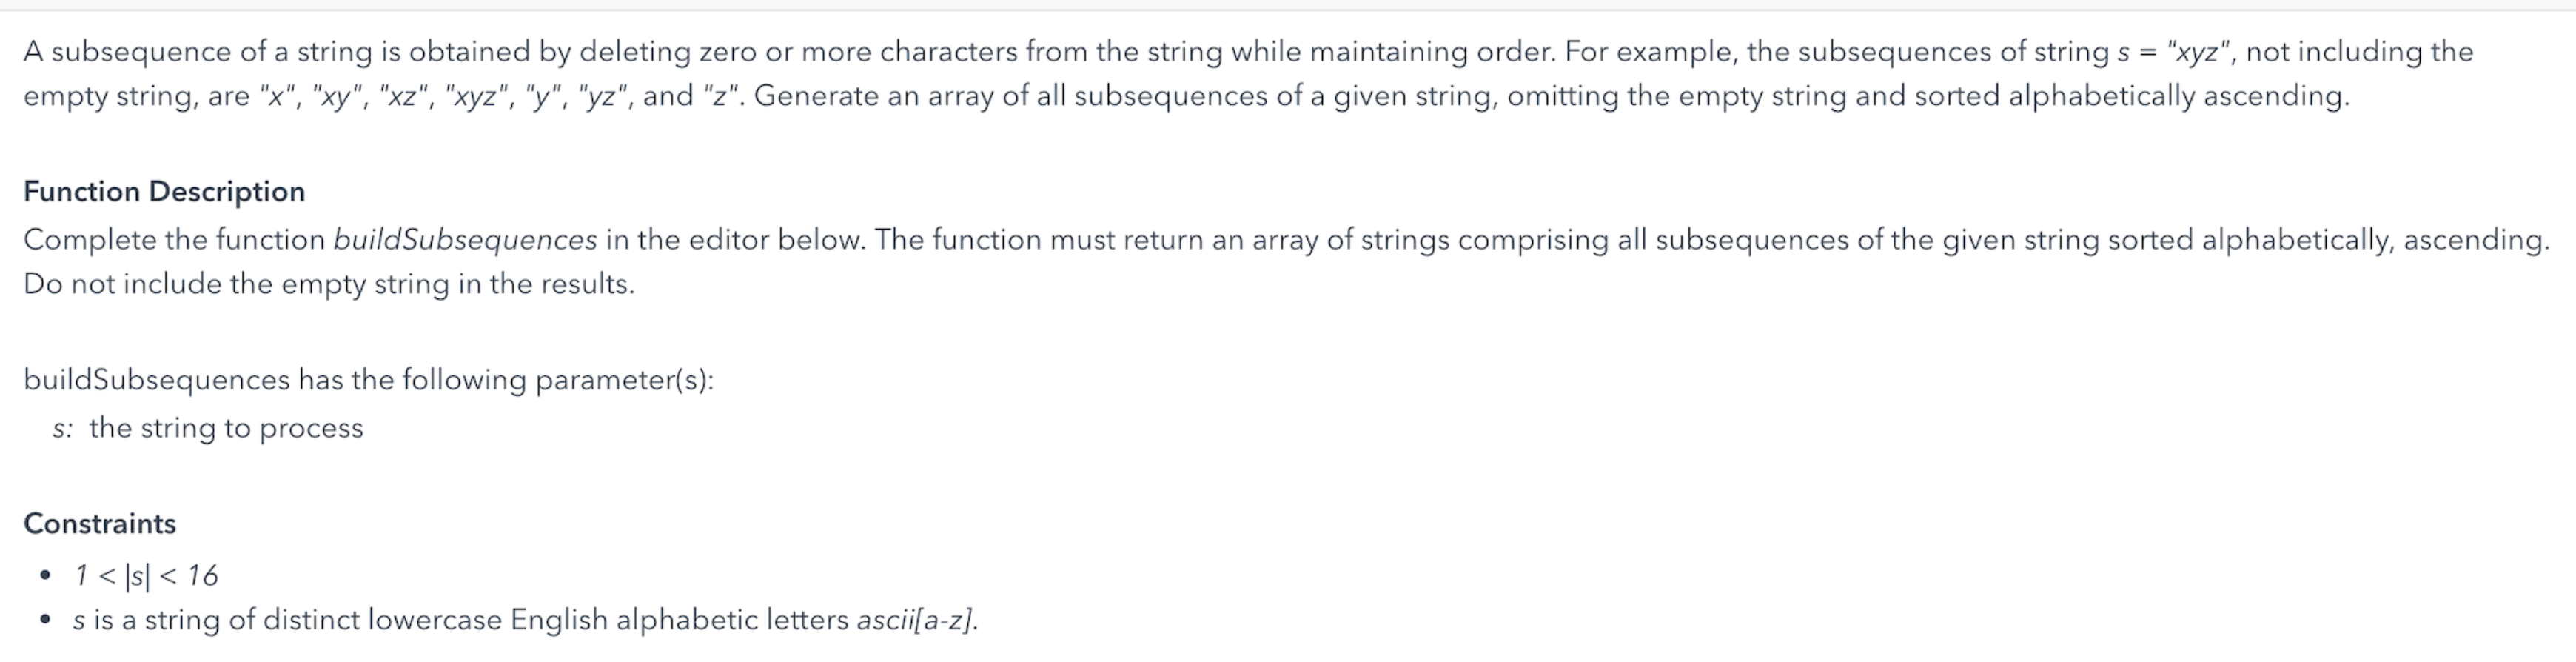 A subsequence of a string is obtained by deleting zero or more characters from the string while maintaining order. For example, the subsequences of string s = "xyz", not including the
empty string, are "x", "xy", "xz", "xyz", "y", "yz", and "z". Generate an array of all subsequences of a given string, omitting the empty string and sorted alphabetically ascending.
Function Description
Complete the function buildSubsequences in the editor below. The function must return an array of strings comprising all subsequences of the given string sorted alphabetically, ascending.
Do not include the empty string in the results.
buildSubsequences has the following parameter(s):
s: the string to process
Constraints
• 1 < |s| < 16
• s is a string of distinct lowercase English alphabetic letters ascii[a-z].